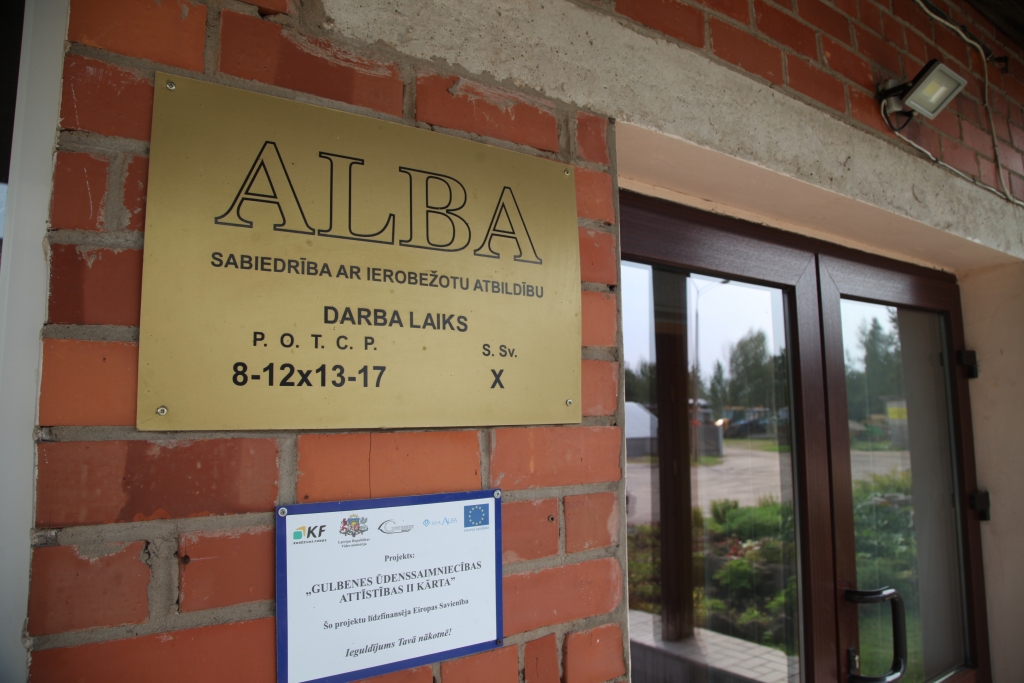 ALBA
SABIEDRĪBA AR IEROBEŽOTU ATBILDĪBU
DARBA LAIKS
P. O. T. C. P. S. Sv.
8-12x13-17 X
KF
ALBA
Projekts:
„GULBENES ŪDENSSAIMNIECĪBAS
ATTĪSTĪBAS II KĀRTA”
Šo projektu līdzfinansēja Eiropas Savienība
Ieguldījums Tavā nākotnē!